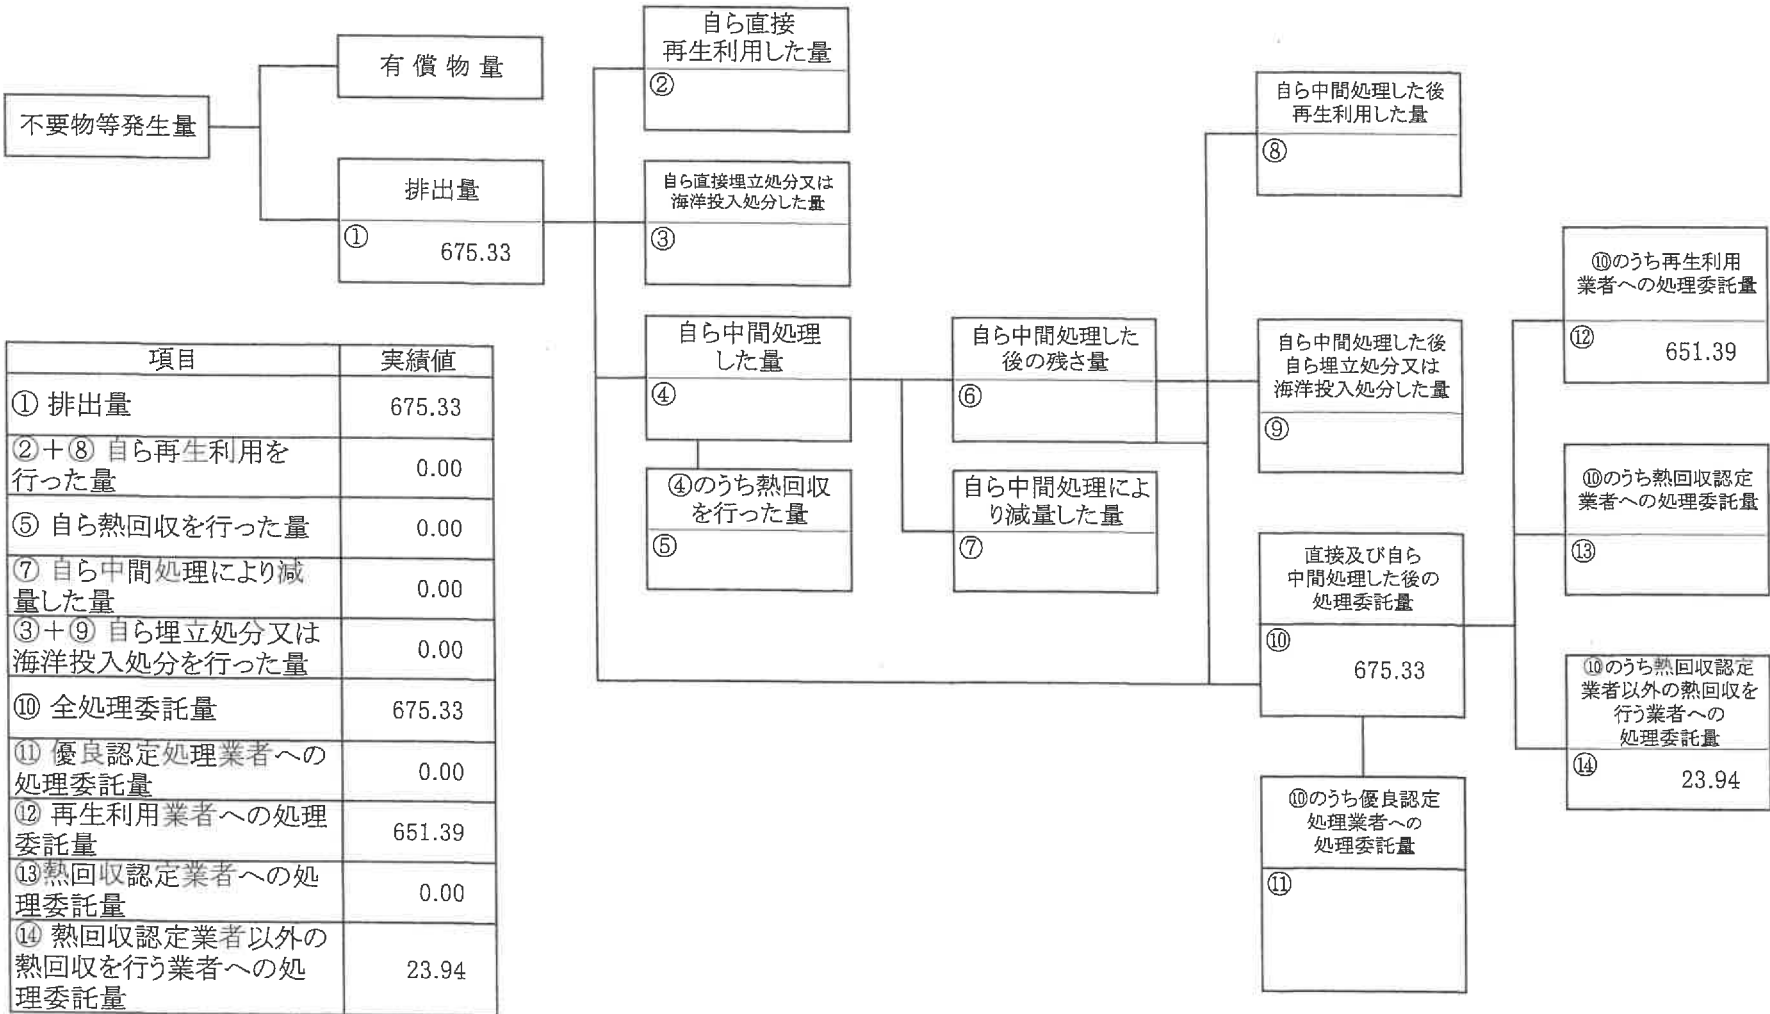 不要物等発生量
有償物量
排出量
①
675.33
自ら直接
再生利用した量
②
自ら直接埋立処分又は
海洋投入処分した量
③
自ら中間処理
した量
④
④のうち熱回収
を行った量
⑤
自ら中間処理した
後の残さ量
⑥
自ら中間処理によ
り減量した量
⑦
自ら中間処理した後
再生利用した量
⑧
自ら中間処理した後
自ら埋立処分又は
海洋投入処分した量
⑨
直接及び自ら
中間処理した後の
処理委託量
⑩
675.33
⑩のうち優良認定
処理業者への
処理委託量
⑪
⑩のうち再生利用
業者への処理委託量
⑫
651.39
⑩のうち熱回収認定
業者への処理委託量
⑬
⑩のうち熱回収認定
業者以外の熱回収を
行う業者への
処理委託量
⑭
23.94
項目 実績値
① 排出量 675.33
②+⑧ 自ら再生利用を
行った量 0.00
⑤ 自ら熱回収を行った量 0.00
⑦ 自ら中間処理により減
量した量 0.00
③+⑨ 自ら埋立処分又は
海洋投入処分を行った量 0.00
⑩ 全処理委託量 675.33
⑪ 優良認定処理業者への
処理委託量 0.00
⑫ 再生利用業者への処理
委託量 651.39
⑬熱回収認定業者への処
理委託量 0.00
⑭ 熱回収認定業者以外の
熱回収を行う業者への処
理委託量 23.94